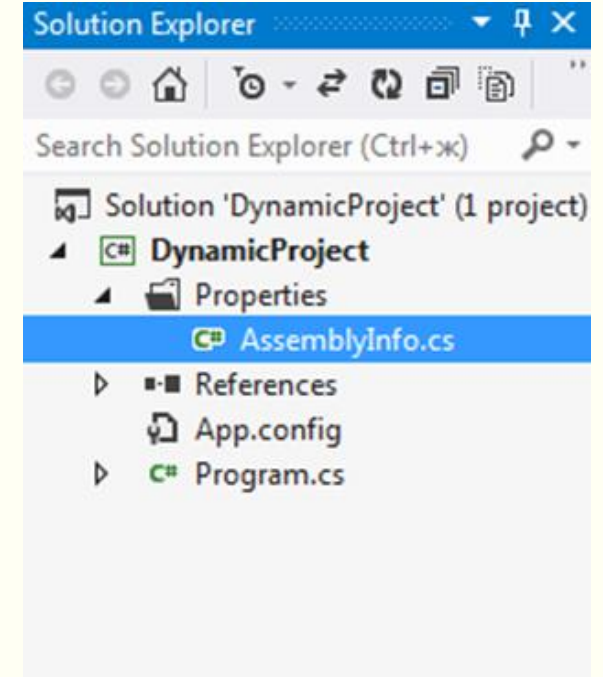 Solution Explorer
Search Solution Explorer (Ctrl+ж)
Solution 'DynamicProject' (1 project)
C# DynamicProject
Properties
C# AssemblyInfo.cs
References
App.config
C# Program.cs